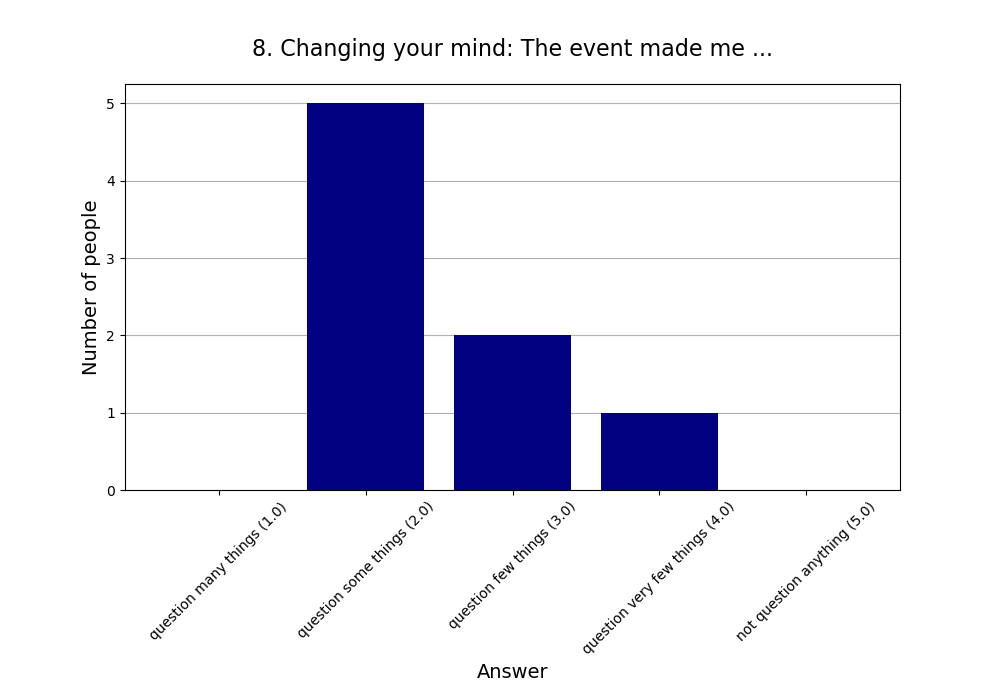 8. Changing your mind: The event made me ...
Number of people
5
4
3
2
1
0
question many things (1.0)
question some things (2.0)
question few things (3.0)
question very few things (4.0)
not question anything (5.0)
Answer